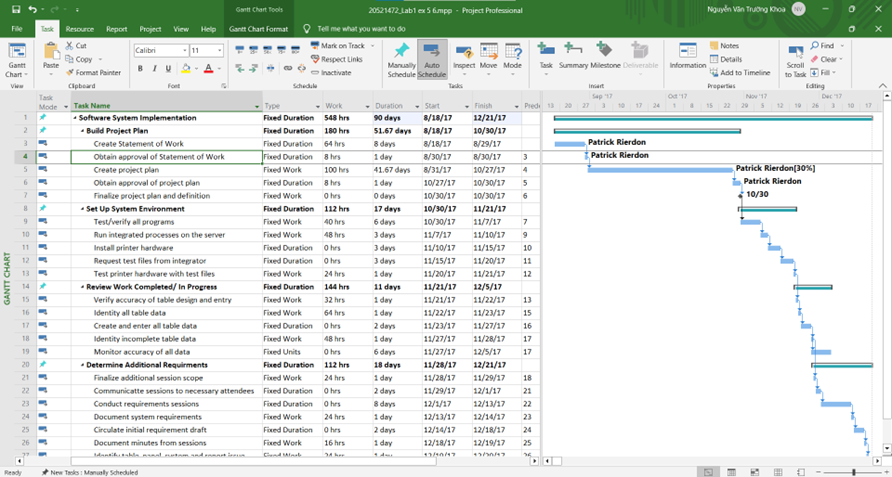 Gantt Chart Tools
20521472_Lab1 ex 5 6.mpp - Project Professional
Nguyễn Văn Trường Khoa
NV
File Task Resource Report Project View Help Gantt Chart Format Tell me what you want to do
Gantt Chart
Paste
Cut
Copy
Format Painter
Calibri 11
B I U
Mark on Track
Respect Links
Inactivate
Manually Schedule
Auto Schedule
Inspect Move Mode
Task Summary Milestone Deliverable
Information
Notes
Details
Add to Timeline
Scroll to Task
Find
Clear
Fill
View Clipboard Font Schedule Tasks Insert Properties Editing
Task Mode Task Name Type Work Duration Start Finish Prede
Sep '17 Oct '17 Nov '17 Dec '17
13 20 27 3 10 17 24 1 8 15 22 29 5 12 19 26 3 10 17
1 Software System Implementation Fixed Duration 548 hrs 90 days 8/18/17 12/21/17
2 Build Project Plan Fixed Duration 180 hrs 51.67 days 8/18/17 10/30/17
3 Create Statement of Work Fixed Duration 64 hrs 8 days 8/18/17 8/29/17
4 Obtain approval of Statement of Work Fixed Duration 8 hrs 1 day 8/30/17 8/30/17 3
5 Create project plan Fixed Work 100 hrs 41.67 days 8/31/17 10/27/17 4
6 Obtain approval of project plan Fixed Duration 8 hrs 1 day 10/27/17 10/30/17 5
7 Finalize project plan and definition Fixed Work 0 hrs 0 days 10/30/17 10/30/17 6
8 Set Up System Environment Fixed Duration 112 hrs 17 days 10/30/17 11/21/17
9 Test/verify all programs Fixed Work 40 hrs 6 days 10/30/17 11/7/17 7
10 Run integrated processes on the server Fixed Work 48 hrs 3 days 11/7/17 11/10/17 9
11 Install printer hardware Fixed Duration 0 hrs 3 days 11/10/17 11/15/17 10
12 Request test files from integrator Fixed Duration 0 hrs 3 days 11/15/17 11/20/17 11
13 Test printer hardware with test files Fixed Work 24 hrs 1 day 11/20/17 11/21/17 12
14 Review Work Completed/ In Progress Fixed Duration 144 hrs 11 days 11/21/17 12/5/17
15 Verify accuracy of table design and entry Fixed Work 32 hrs 1 day 11/21/17 11/22/17 13
16 Identify all table data Fixed Work 64 hrs 1 day 11/22/17 11/23/17 15
17 Create and enter all table data Fixed Duration 0 hrs 2 days 11/23/17 11/27/17 16
18 Identify incomplete table data Fixed Work 48 hrs 1 day 11/27/17 11/28/17 17
19 Monitor accuracy of all data Fixed Units 0 hrs 6 days 11/27/17 12/5/17 17
20 Determine Additional Requirments Fixed Duration 112 hrs 18 days 11/28/17 12/21/17
21 Finalize additional session scope Fixed Work 24 hrs 1 day 11/28/17 11/29/17 18
22 Communicatte sessions to necessary attendees Fixed Duration 0 hrs 2 days 11/29/17 12/1/17 21
23 Conduct requirements sessions Fixed Duration 0 hrs 8 days 12/1/17 12/13/17 22
24 Document system requirements Fixed Work 24 hrs 1 day 12/13/17 12/14/17 23
25 Circulate initial requirement draft Fixed Duration 0 hrs 2 days 12/14/17 12/18/17 24
26 Document minutes from sessions Fixed Work 16 hrs 1 day 12/18/17 12/19/17 25
Patrick Rierdon
Patrick Rierdon
Patrick Rierdon[30%]
Patrick Rierdon
10/30
GANTT CHART
Ready New Tasks : Manually Scheduled